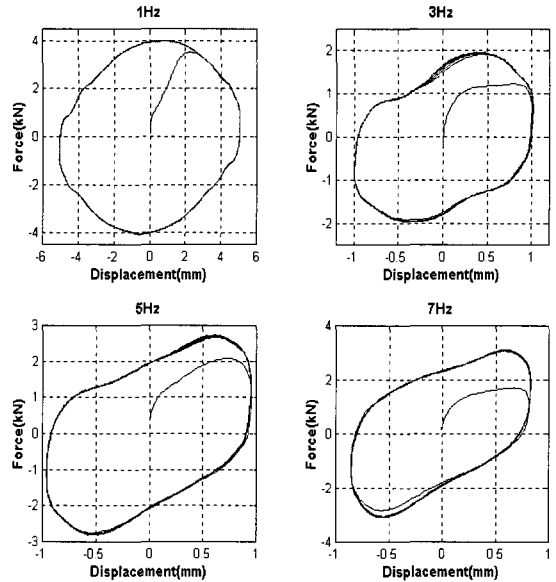 1Hz
Force(kN)
4
2
0
-2
-4
-6 -4 -2 0 2 4 6
Displacement(mm)
3Hz
Force(kN)
2
1
0
-1
-2
-1 -0.5 0 0.5 1
Displacement(mm)
5Hz
Force(kN)
3
2
1
0
-1
-2
-3
-1 -0.5 0 0 5 1
Displacement(mm)
7Hz
Force(kN)
4
2
0
-2
-4
-1 -0.5 0 0 5 1
Displacement(mm)